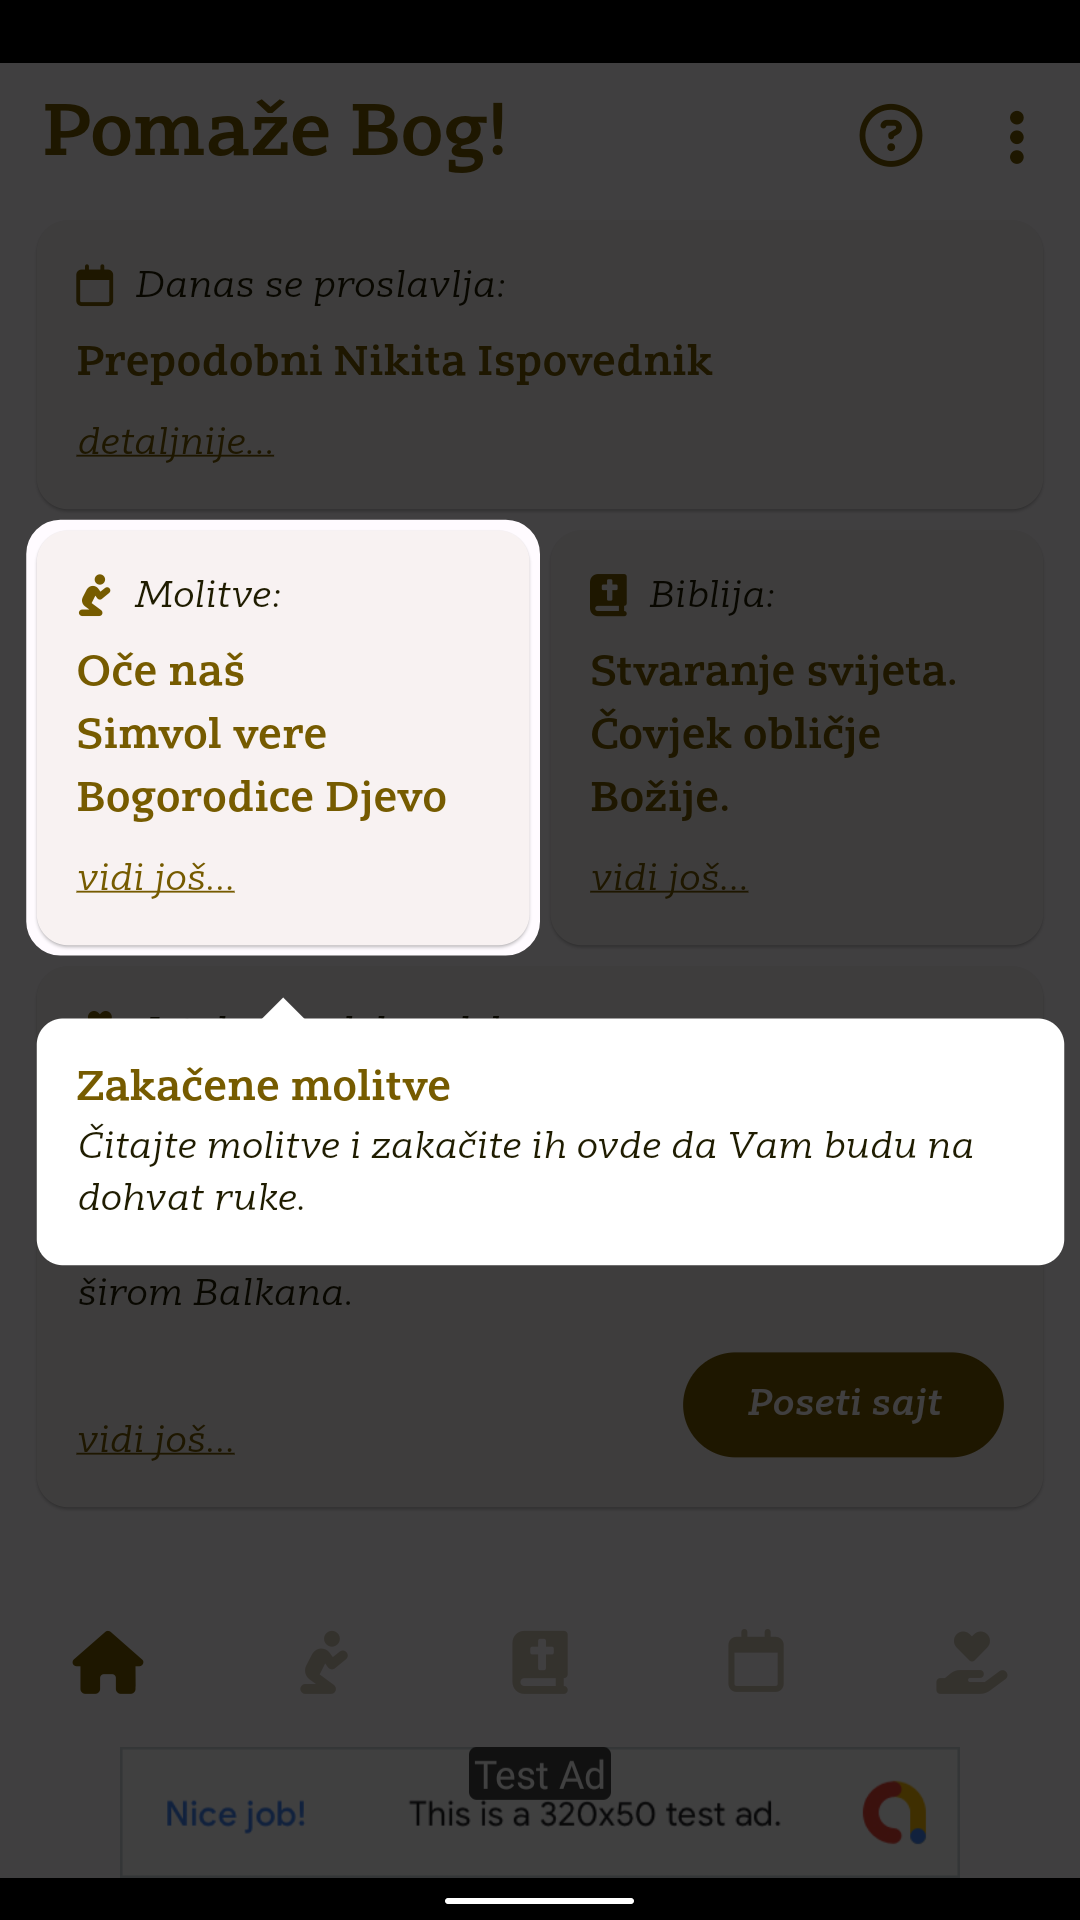 Pomaže Bog!
Danas se proslavlja:
Prepodobni Nikita Ispovednik
detaljnije...
Molitve:
Oče naš
Simvol vere
Bogorodice Djevo
vidi još...
Biblija:
Stvaranje svijeta.
Čovjek obličje
Božije.
vidi još...
Zakačene molitve
Čitajte molitve i zakačite ih ovde da Vam budu na
dohvat ruke.
širom Balkana.
vidi još...
Poseti sajt
Test Ad
Nice job!
This is a 320x50 test ad.